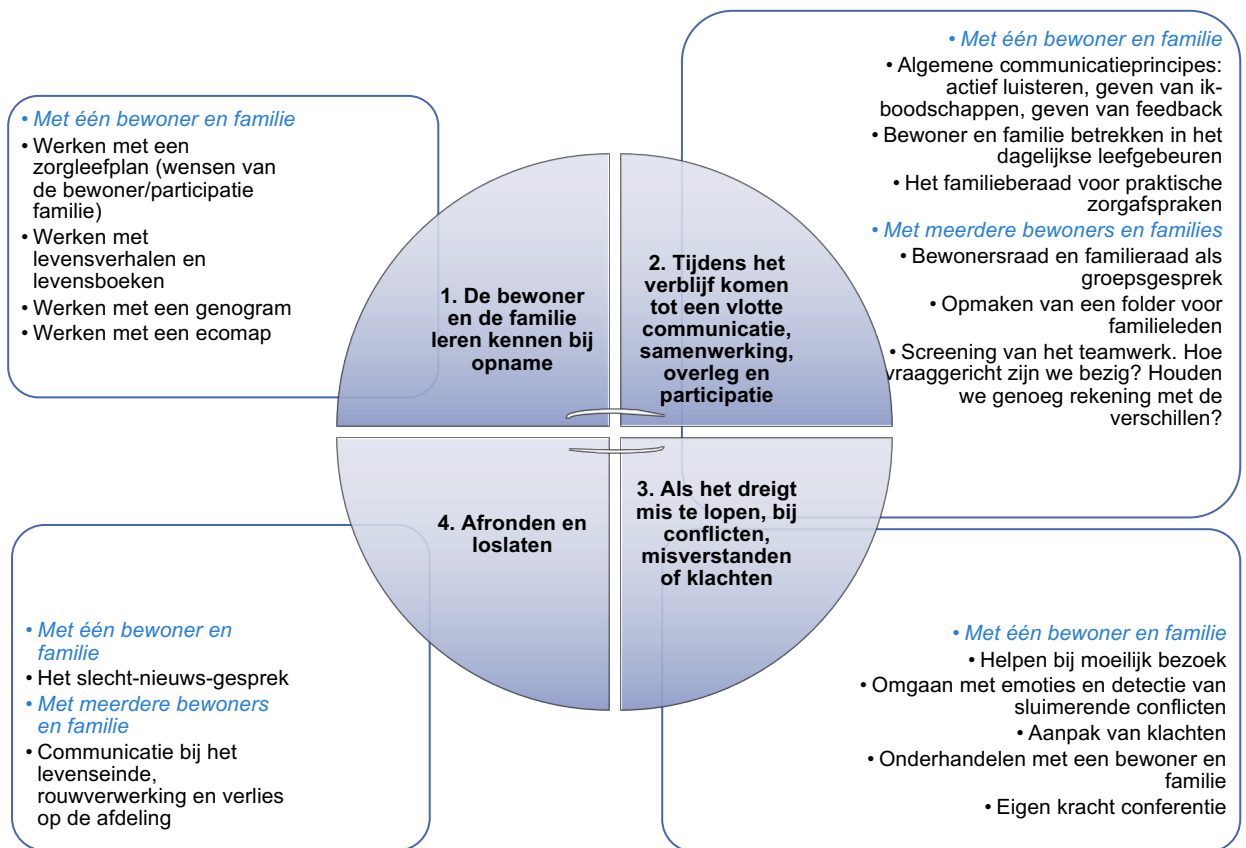 • Met één bewoner en familie
• Werken met een
zorgleefplan (wensen van
de bewoner/participatie
familie)
• Werken met
levensverhalen en
levensboeken
• Werken met een genogram
• Werken met een ecomap
1. De bewoner
en de familie
leren kennen bij
opname
• Met één bewoner en familie
• Algemene communicatieprincipes:
actief luisteren, geven van ik-
boodschappen, geven van feedback
• Bewoner en familie betrekken in het
dagelijkse leefgebeuren
• Het familieberaad voor praktische
zorgafspraken
• Met meerdere bewoners en families
• Bewonersraad en familieraad als
groepsgesprek
• Opmaken van een folder voor
familieleden
• Screening van het teamwerk. Hoe
vraaggericht zijn we bezig? Houden
we genoeg rekening met de
verschillen?
2. Tijdens het
verblijf komen
tot een vlotte
communicatie,
samenwerking,
overleg en
participatie
3. Als het dreigt
mis te lopen, bij
conflicten,
misverstanden
of klachten
• Met één bewoner en familie
• Helpen bij moeilijk bezoek
• Omgaan met emoties en detectie van
sluimerende conflicten
• Aanpak van klachten
• Onderhandelen met een bewoner en
familie
• Eigen kracht conferentie
4. Afronden en
loslaten
• Met één bewoner en
familie
• Het slecht-nieuws-gesprek
• Met meerdere bewoners
en familie
• Communicatie bij het
levenseinde,
rouwverwerking en verlies
op de afdeling